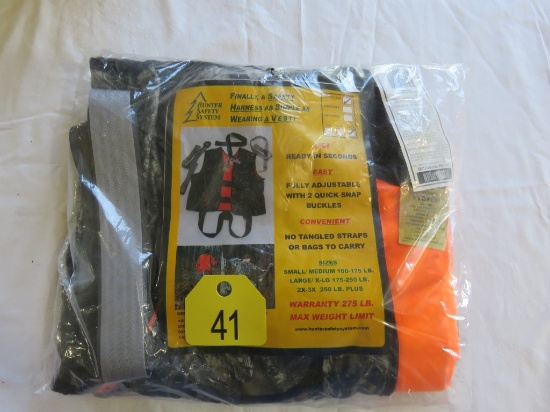 HUNTER
SAFETY
SYSTEM
FINALLY, A SAFETY
HARNESS AS SIMPLE AS
WEARING A VEST!
READY IN SECONDS
EASY
FULLY ADJUSTABLE
WITH 2 QUICK SNAP
BUCKLES
CONVENIENT
NO TANGLED STRAPS
OR BAGS TO CARRY
SIZES
SMALL/ MEDIUM 100-175 LB.
LARGE/ X-LG 175-250 LB.
2X-3X 250 LB. PLUS
WARRANTY 275 LB.
MAX WEIGHT LIMIT
www.huntersafetysystem.com
41